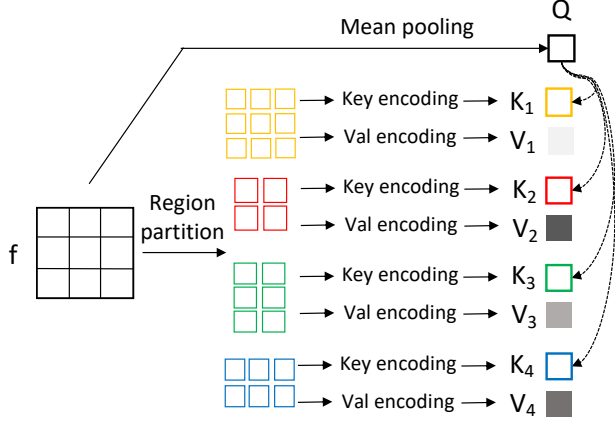 Q
Mean pooling
Key encoding K1
Val encoding V1
Key encoding K2
Region
partition
Val encoding V2
f
Key encoding K3
Val encoding V3
Key encoding K4
Val encoding V4